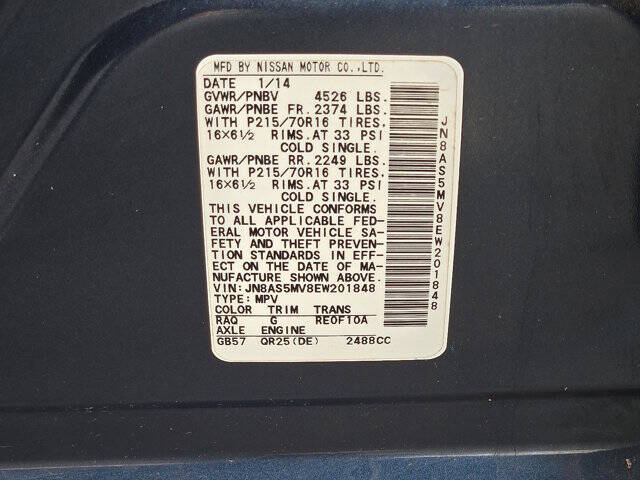 MFD BY NISSAN MOTOR CO.,LTD.
DATE 1/14
GVWR/PNBV 4526 LBS.
GAWR/PNBE FR. 2374 LBS.
WITH P215/70R16 TIRES.
16×6½ RIMS.AT 33 PSI
COLD SINGLE.
GAWR/PNBE RR. 2249 LBS.
WITH P215/70R16 TIRES.
16×6½ RIMS.AT 33 PSI
COLD SINGLE.
THIS VEHICLE CONFORMS
TO ALL APPLICABLE FED-
ERAL MOTOR VEHICLE SA-
FETY AND THEFT PREVEN-
TION STANDARDS IN EFF-
ECT ON THE DATE OF MA-
NUFACTURE SHOWN ABOVE.
VIN:JN8AS5MV8EW201848
TYPE:MPV
COLOR TRIM TRANS
RAQ G RE0F10A
AXLE ENGINE
GB57 QR25(DE) 2488CC
JN8AS5MV8EW201848